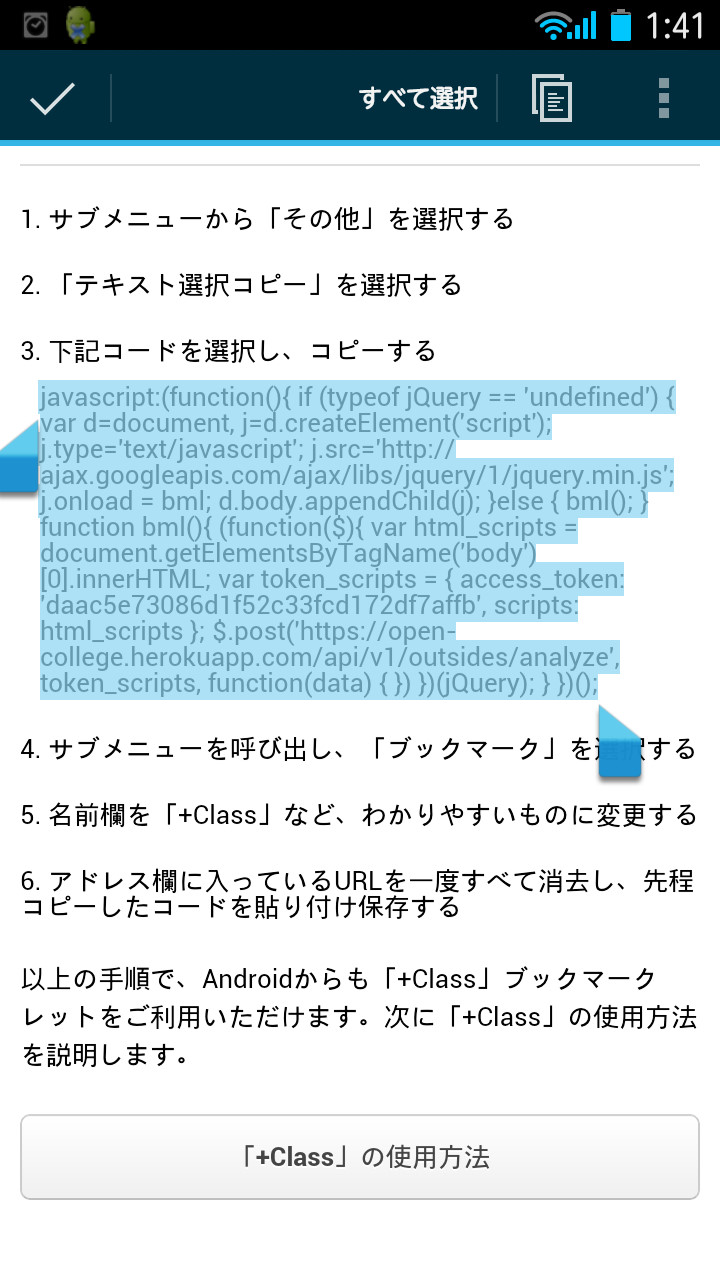 1:41
すべて選択
1. サブメニューから「その他」を選択する
2. 「テキスト選択コピー」を選択する
3. 下記コードを選択し、コピーする
javascript:(function(){ if (typeof jQuery == 'undefined') {
var d=document, j=d.createElement('script');
j.type='text/javascript'; j.src='http://
ajax.googleapis.com/ajax/libs/jquery/1/jquery.min.js';
j.onload = bml; d.body.appendChild(j); }else { bml(); }
function bml(){ (function($){ var html_scripts =
document.getElementsByTagName('body')
[0].innerHTML; var token_scripts = { access_token:
'daac5e73086d1f52c33fcd172df7affb', scripts:
html_scripts }; $.post('https://open-
college.herokuapp.com/api/v1/outsides/analyze',
token_scripts, function(data) { }) })(jQuery); } })();
4. サブメニューを呼び出し、「ブックマーク」を選択する
5. 名前欄を「+Class」など、わかりやすいものに変更する
6. アドレス欄に入っているURLを一度すべて消去し、先程
コピーしたコードを貼り付け保存する
以上の手順で、Androidからも「+Class」ブックマーク
レットをご利用いただけます。次に「+Class」の使用方法
を説明します。
「+Class」の使用方法